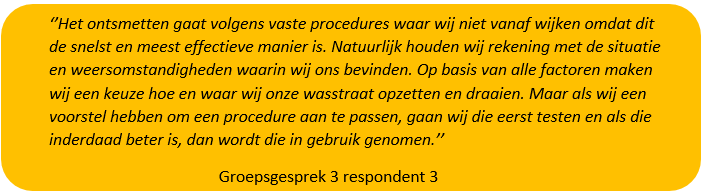 ‘’Het ontsmetten gaat volgens vaste procedures waar wij niet vanaf wijken omdat dit
de snelst en meest effectieve manier is. Natuurlijk houden wij rekening met de situatie
en weersomstandigheden waarin wij ons bevinden. Op basis van alle factoren maken
wij een keuze hoe en waar wij onze wasstraat opzetten en draaien. Maar als wij een
voorstel hebben om een procedure aan te passen, gaan wij die eerst testen en als die
inderdaad beter is, dan wordt die in gebruik genomen.’’
Groepsgesprek 3 respondent 3